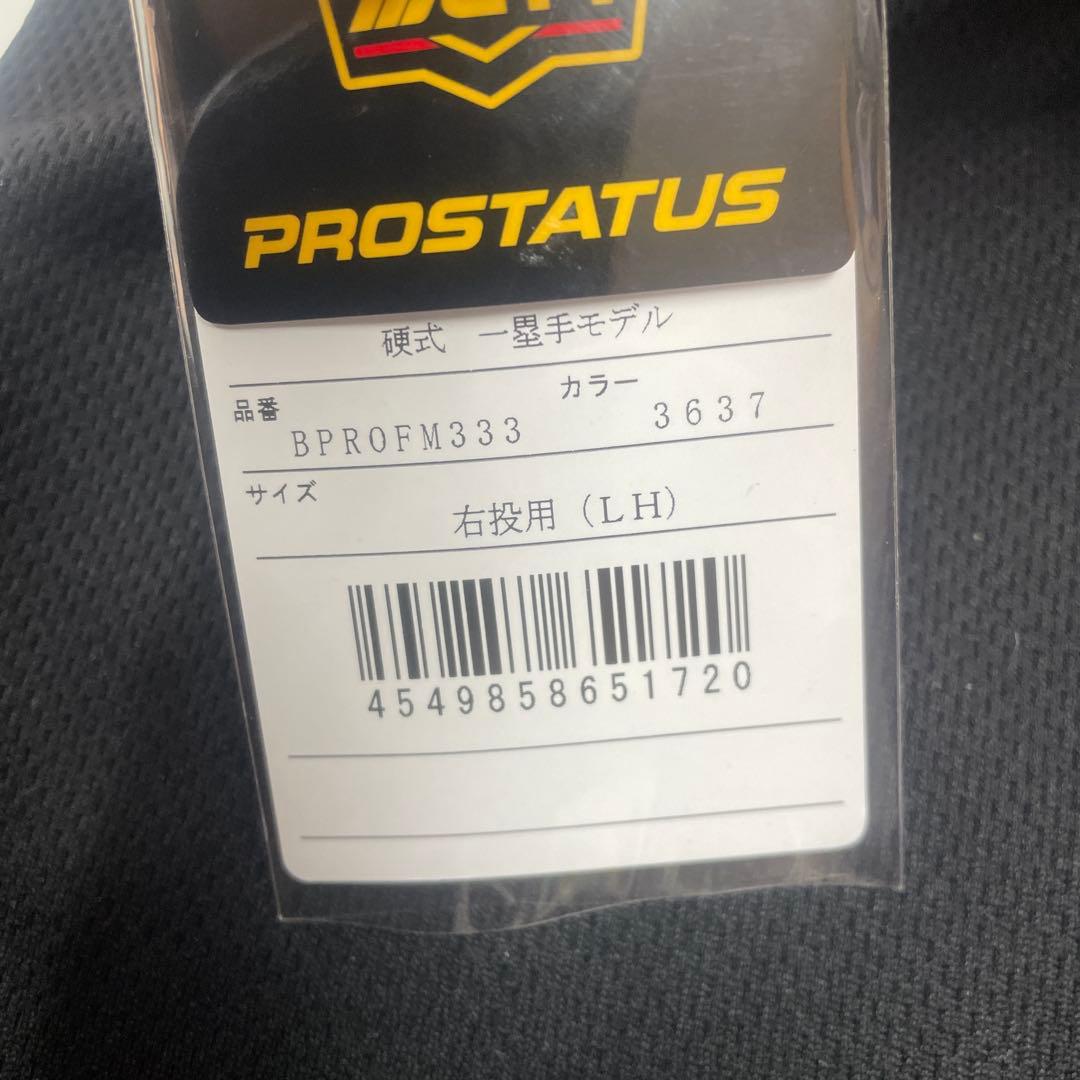 PROSTATUS
硬式 一塁手モデル
品番 カラー
BPROFM333 3637
サイズ
右投用（LH）
4549858651720